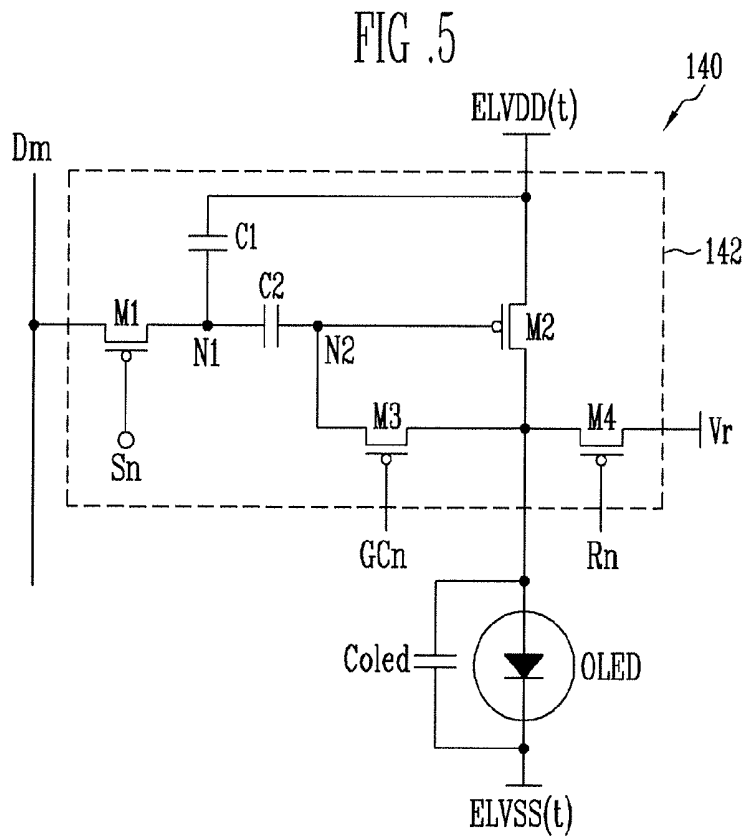 FIG .5
140
ELVDD(t)
Dm
142
C1
C2
M1
M2
N1
N2
M3
M4
Vr
Sn
GCn
Rn
Coled
OLED
ELVSS(t)